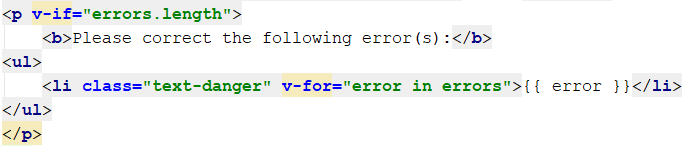 <p v-if="errors.length">
    <b>Please correct the following error(s):</b>
<ul>
    <li class="text-danger" v-for="error in errors">{{ error }}</li>
</ul>
</p>